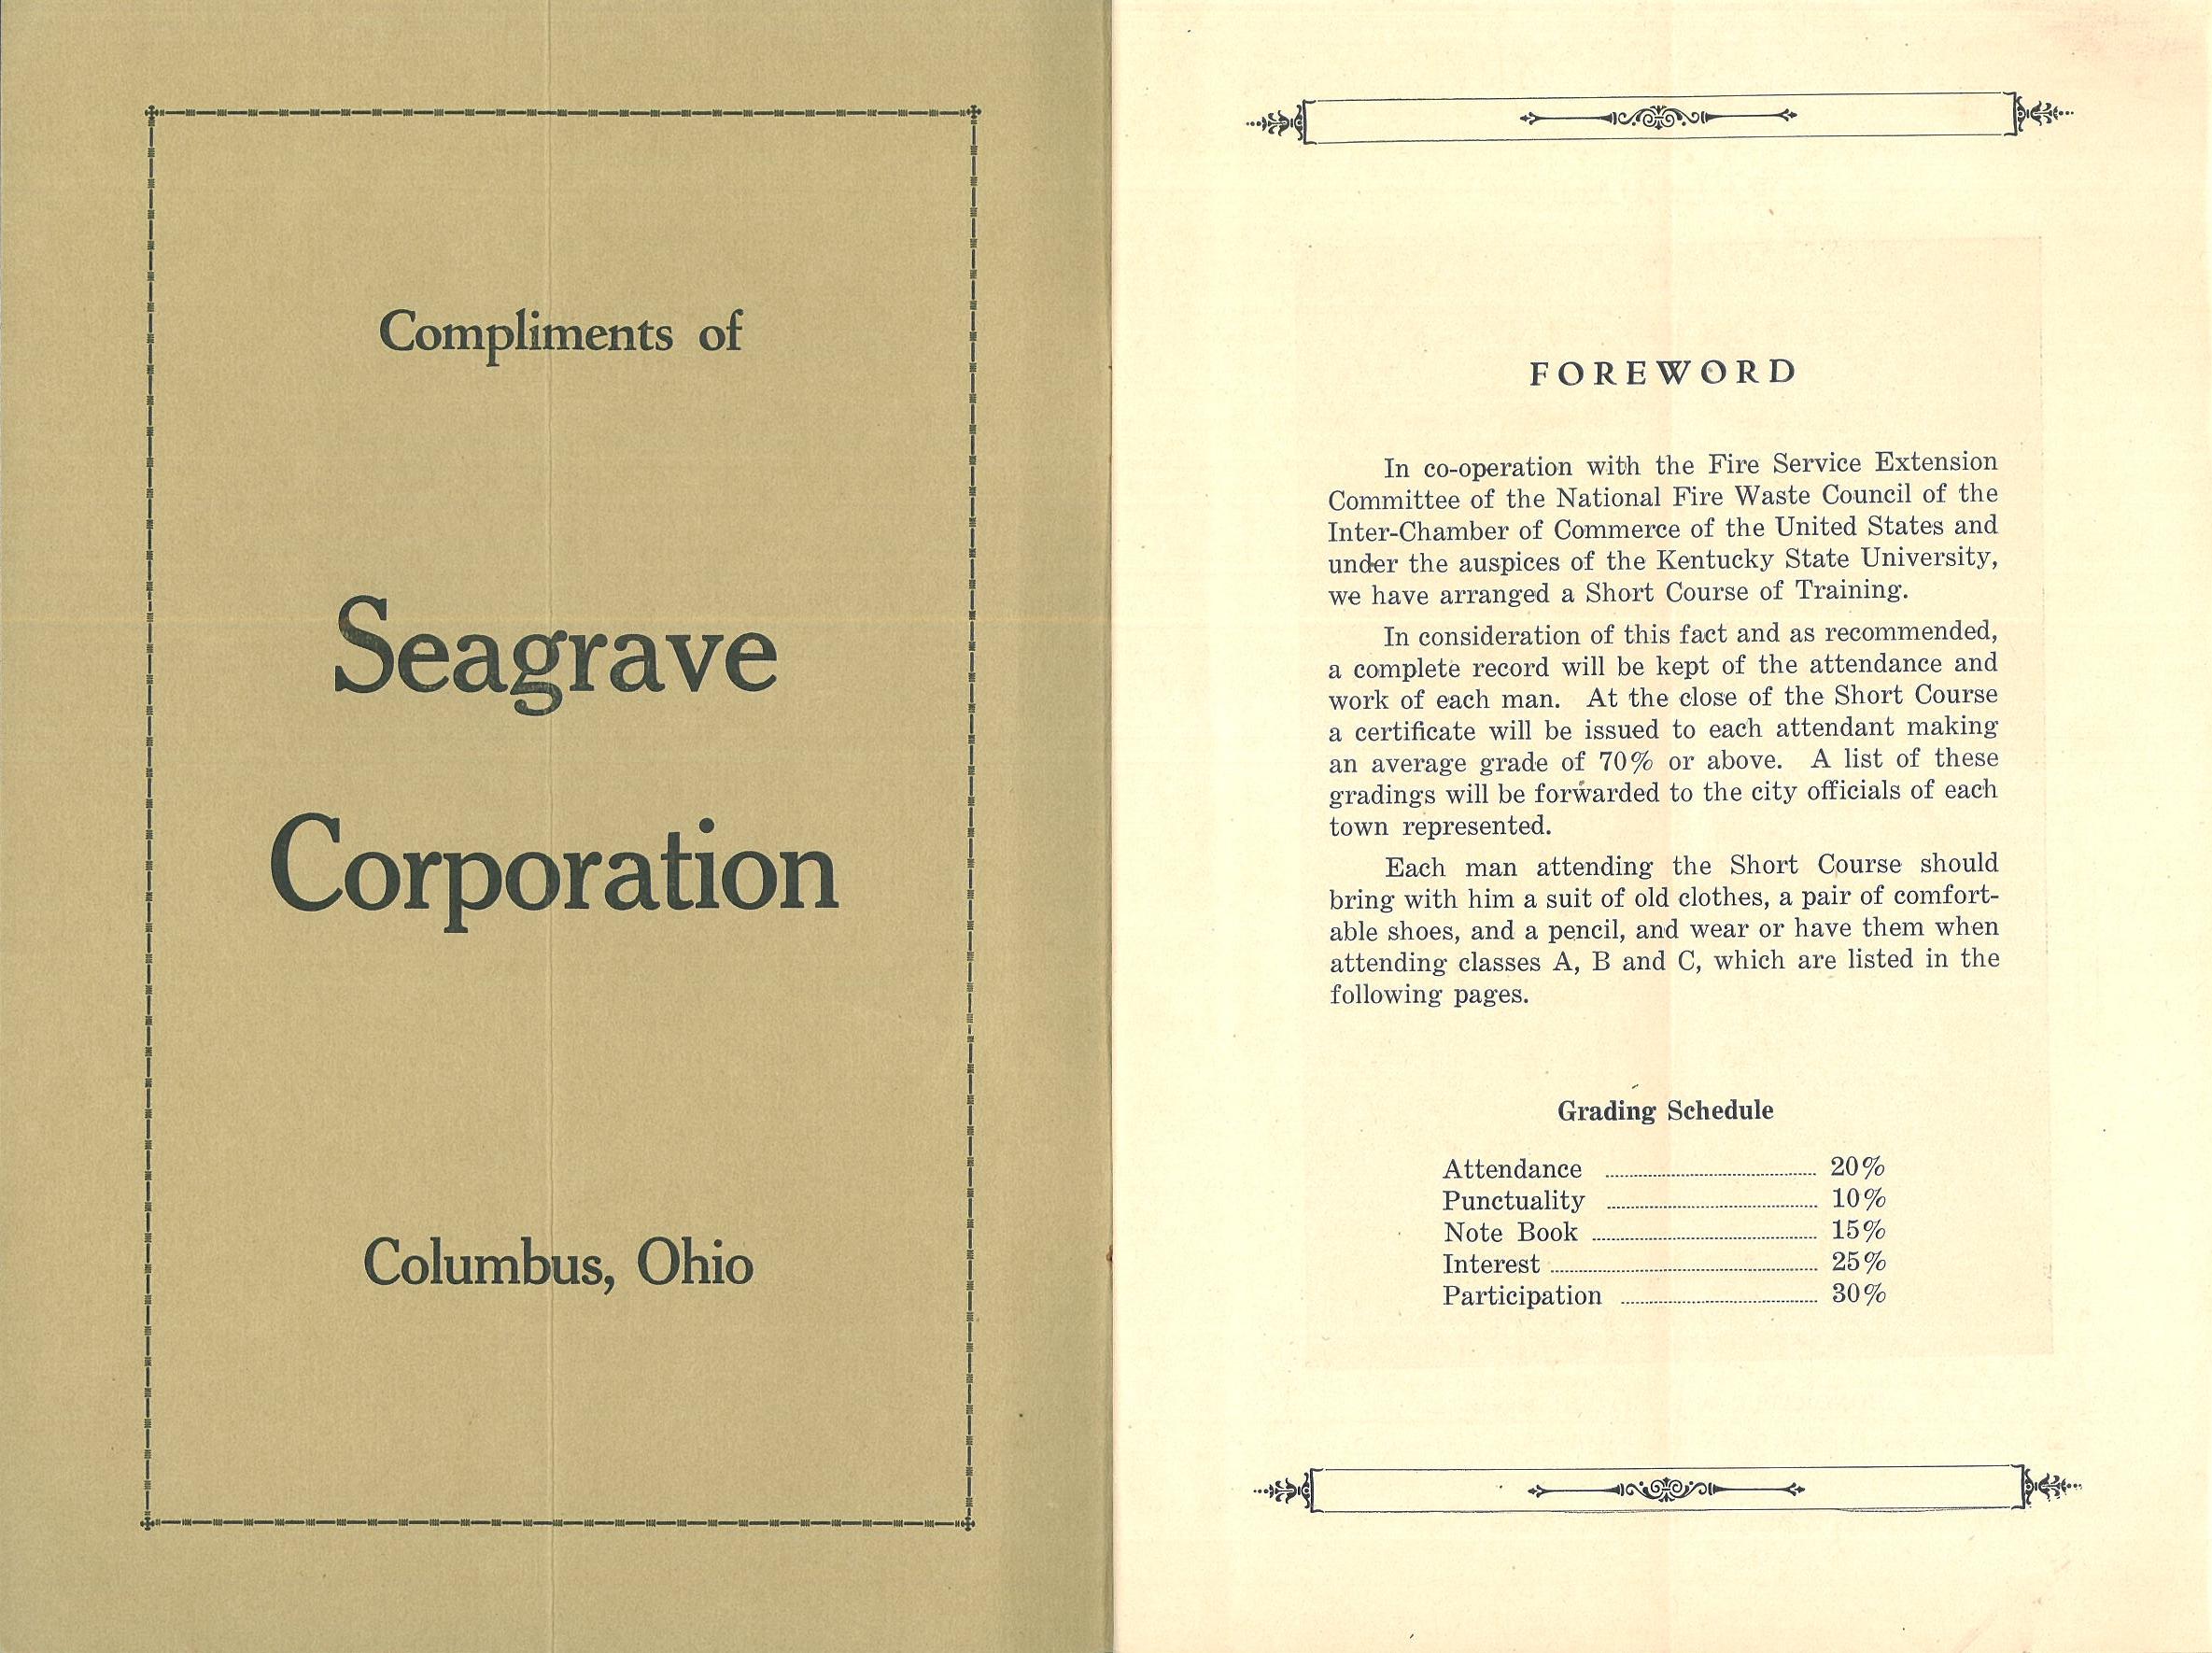 Compliments of
Seagrave
Corporation
Columbus, Ohio
FOREWORD
In co-operation with the Fire Service Extension
Committee of the National Fire Waste Council of the
Inter-Chamber of Commerce of the United States and
under the auspices of the Kentucky State University,
we have arranged a Short Course of Training.
In consideration of this fact and as recommended,
a complete record will be kept of the attendance and
work of each man. At the close of the Short Course
a certificate will be issued to each attendant making
an average grade of 70% or above. A list of these
gradings will be forwarded to the city officials of each
town represented.
Each man attending the Short Course should
bring with him a suit of old clothes, a pair of comfort-
able shoes, and a pencil, and wear or have them when
attending classes A, B and C, which are listed in the
following pages.
Grading Schedule
Attendance ........................ 20%
Punctuality ........................ 10%
Note Book ........................ 15%
Interest ........................ 25%
Participation ........................ 30%